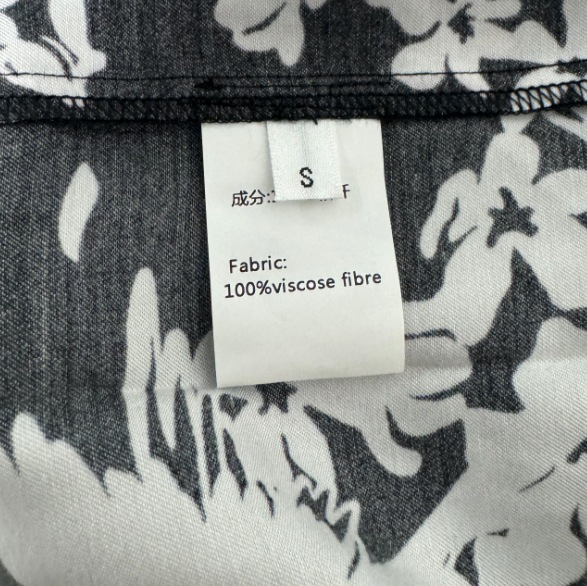 S
成分:
Fabric:
100%viscose fibre